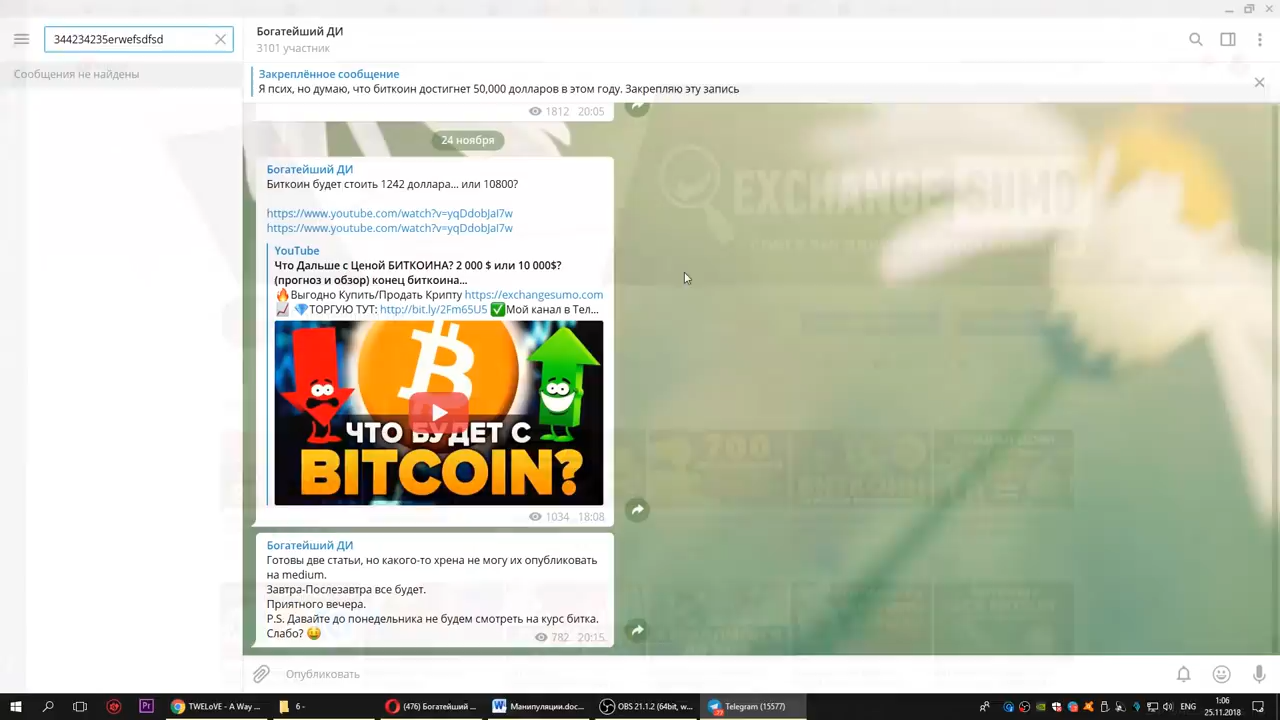 344234235erwefsdfsd
Сообщения не найдены
Богатейший ДИ
3101 участник
Закреплённое сообщение
Я псих, но думаю, что биткоин достигнет 50,000 долларов в этом году. Закрепляю эту запись
1812 20:05
24 ноября
Богатейший ДИ
Биткоин будет стоить 1242 доллара... или 10800?
https://www.youtube.com/watch?v=yqDdobJaI7w
https://www.youtube.com/watch?v=yqDdobJaI7w
YouTube
Что Дальше с Ценой БИТКОИНА? 2 000 $ или 10 000$?
(прогноз и обзор) конец биткоина...
🔥Выгодно Купить/Продать Крипту https://exchangesumo.com
📈 💎ТОРГУЮ ТУТ: http://bit.ly/2Fm65U5 ✅Мой канал в Тел...
ЧТО БУДЕТ С
BITCOIN?
1034 18:08
Богатейший ДИ
Готовы две статьи, но какого-то хрена не могу их опубликовать
на medium.
Завтра-Послезавтра все будет.
Приятного вечера.
P.S. Давайте до понедельника не будем смотреть на курс битка.
Слабо? 🤑
782 20:15
EXCHANGE SUMO
700
Опубликовать
TWELoVE - A Way ...
6 -
(476) Богатейший ...
Манипуляции.doc...
OBS 21.1.2 (64bit, w...
Telegram (15577)
ENG
1:06
25.11.2018